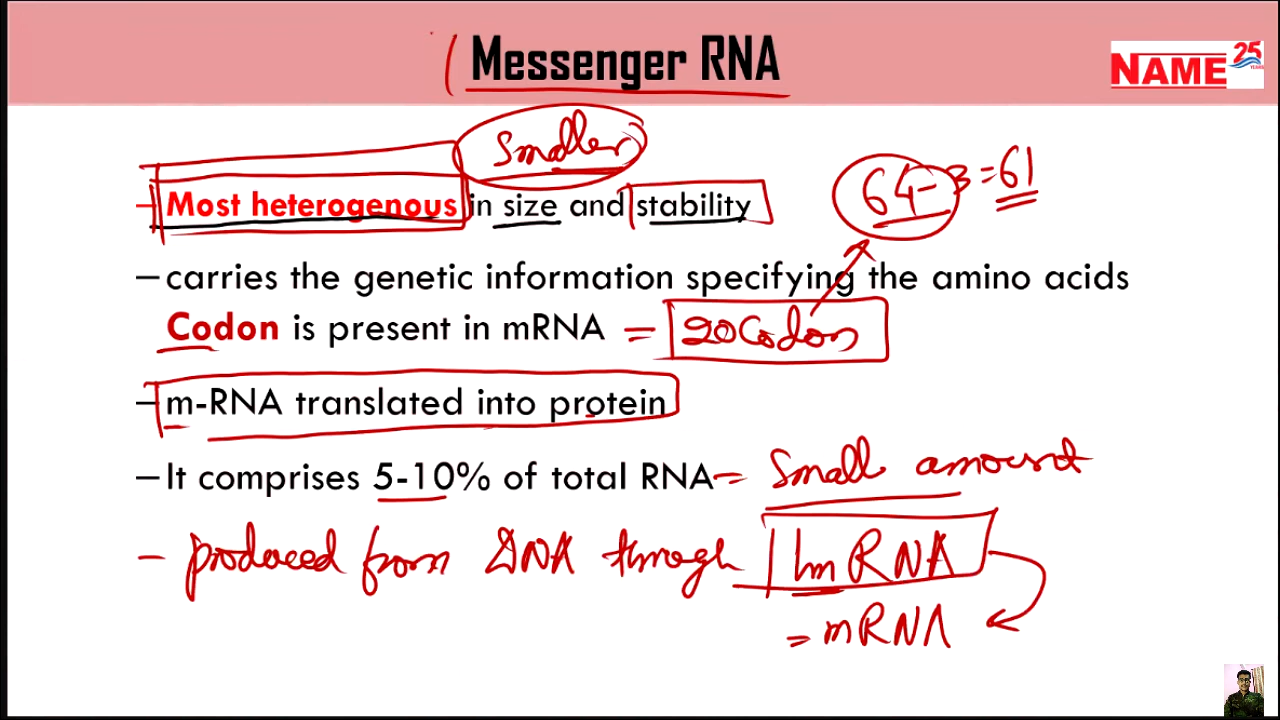 Messenger RNA
NAME 25 YEARS
Smaller
64-3=61
– Most heterogenous in size and stability
– carries the genetic information specifying the amino acids
Codon is present in mRNA = 20 Codon
– m-RNA translated into protein
– It comprises 5-10% of total RNA - = Small amount
- produced from DNA through hnRNA
= mRNA